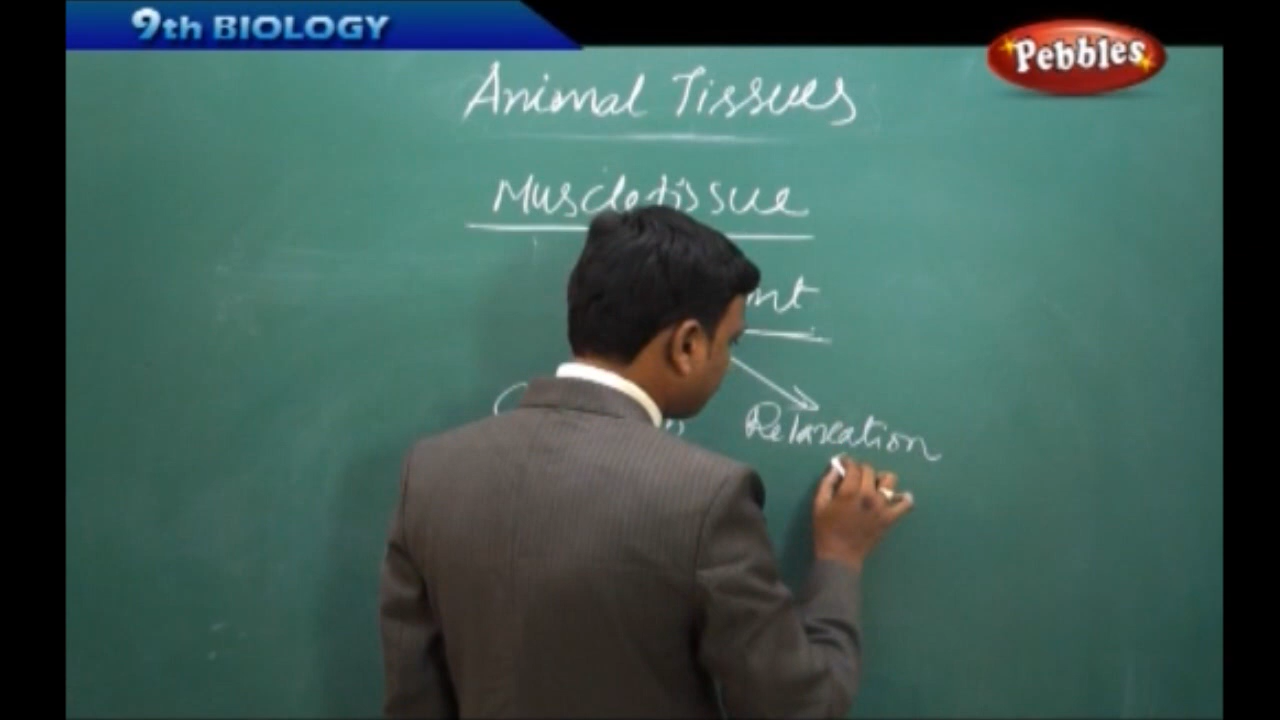 9th BIOLOGY
Pebbles
Animal Tissues
Muscle tissue
Relaxation